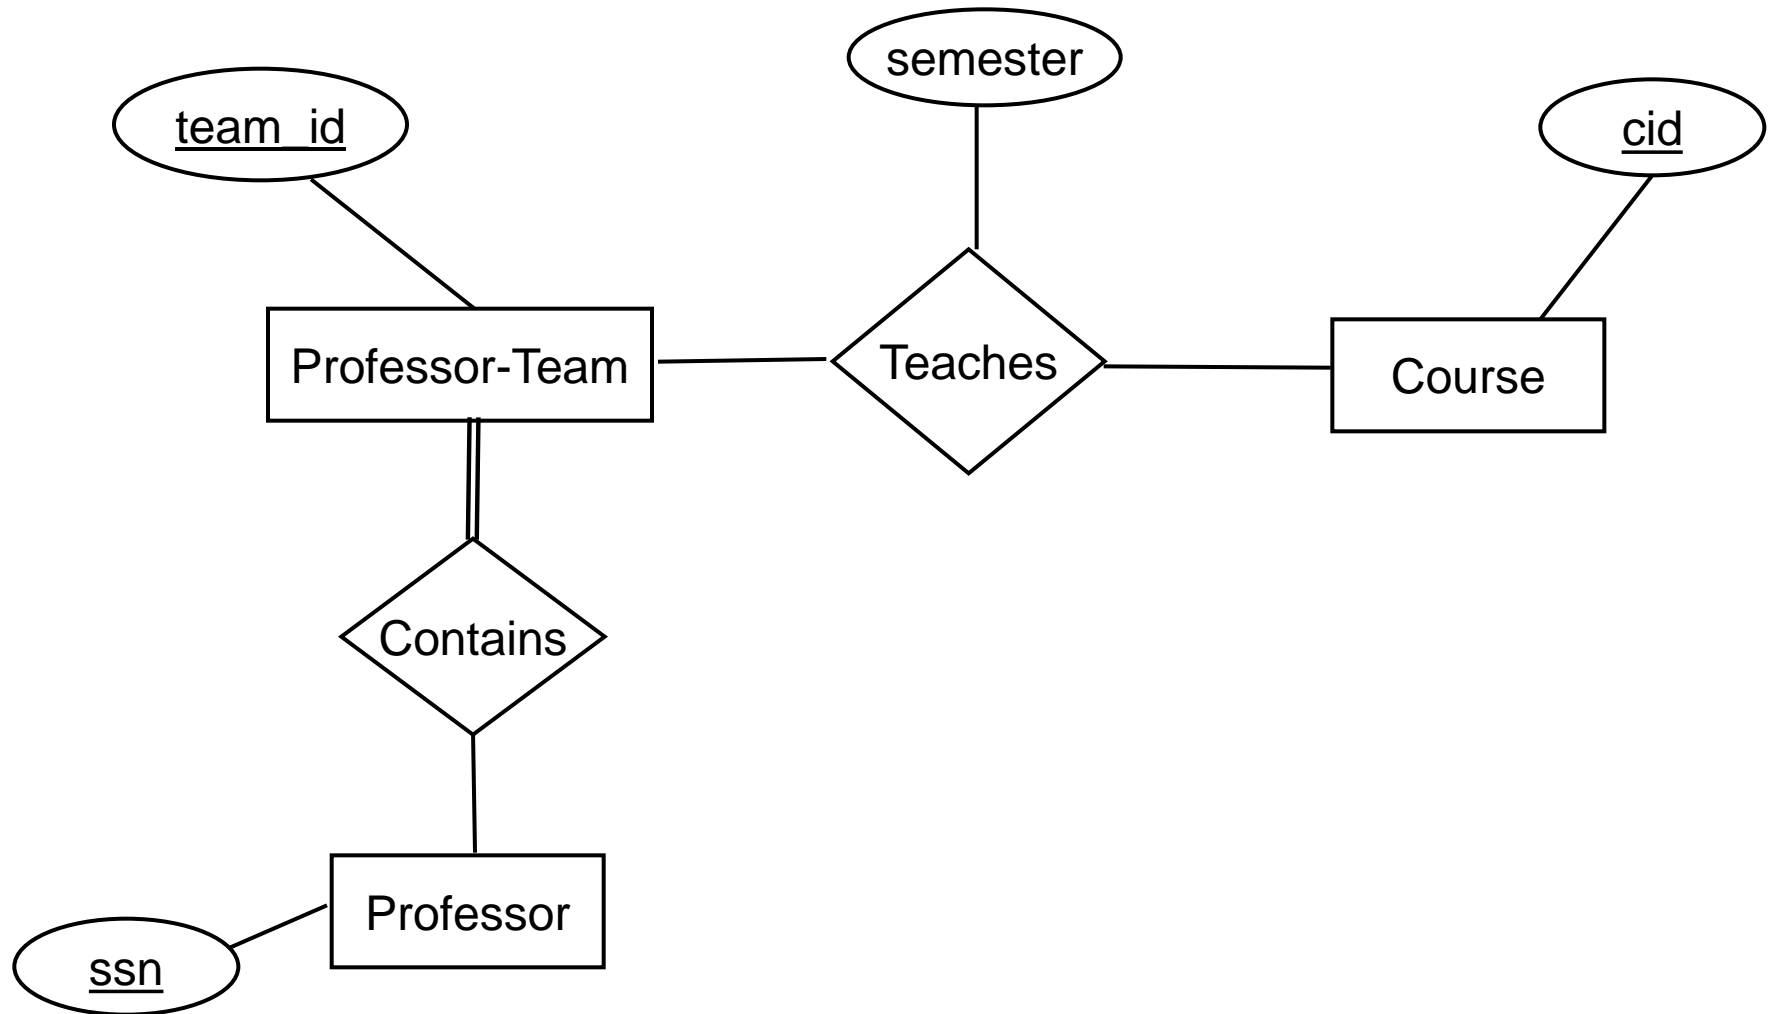 semester
team_id
cid
Professor-Team
Teaches
Course
Contains
Professor
ssn